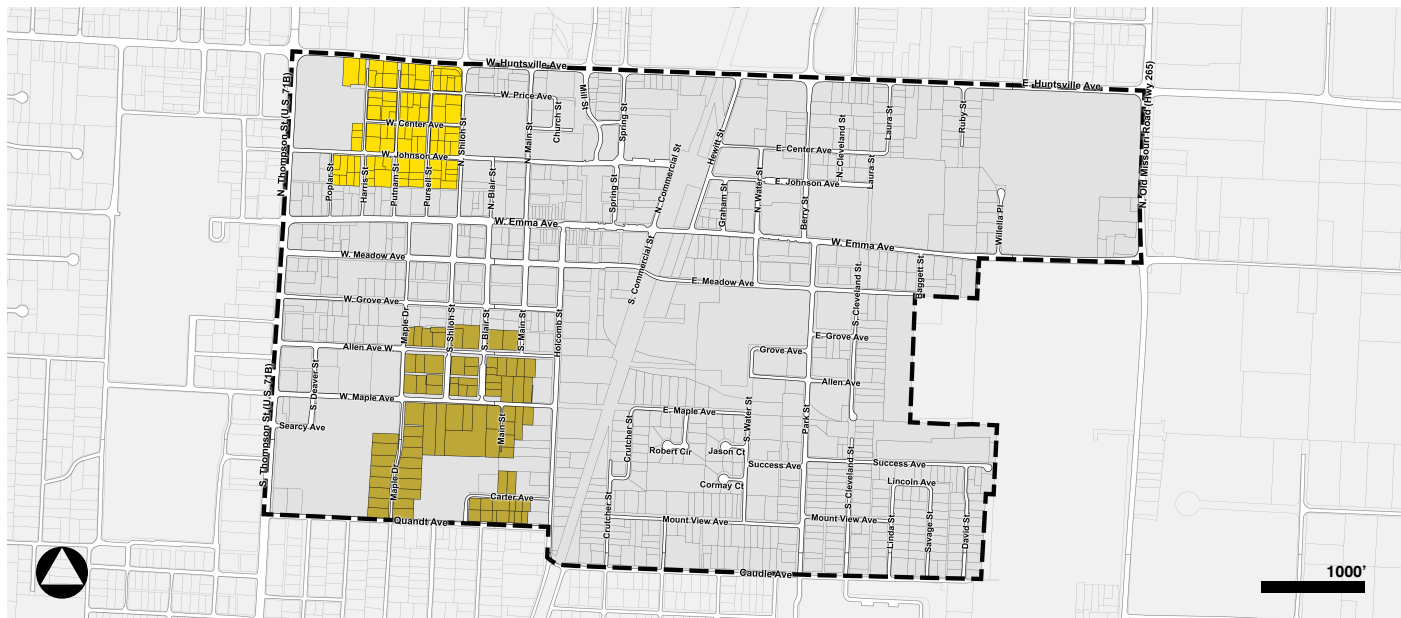 W. Huntsville Ave
E. Huntsville Ave
N. Thompson St (U.S. 71B)
N. Old Missouri Road (Hwy 265)
W. Price Ave
Mill St
Church St
Spring St
W. Center Ave
N. Shiloh St
N. Main St
W. Johnson Ave
Poplar St
Harris St
Putnam St
Pursell St
N. Blair St
Spring St
N. Commercial St
Hewitt St
E. Center Ave
N. Cleveland St
Laura St
Ruby St
E. Johnson Ave
Laura St
Graham St
N. Water St
Berry St
Willella Pl
W. Emma Ave
W. Emma Ave
W. Meadow Ave
S. Commercial St
E. Meadow Ave
S. Cleveland St.
Baggett St
W. Grove Ave
Maple Dr
S. Shiloh St
S. Blair St
S. Main St
Holcomb St
E. Grove Ave
Allen Ave W.
Grove Ave
S. Thompson St (U.S. 71B)
S. Deaver St
Allen Ave
W. Maple Ave
Searcy Ave
Main St
Crutcher St
E. Maple Ave
S. Water St
Park St
Robert Cir
Jason Ct
Success Ave
Success Ave
Maple Dr
Carter Ave
Cormay Ct
S. Cleveland St
Lincoln Ave
Quandt Ave
Crutcher St
Mount View Ave
Mount View Ave
Linda St
Savage St
David St
Caudle Ave
1000’